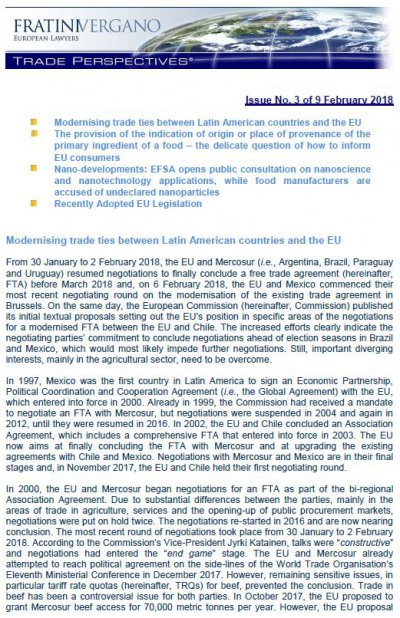 FRATINIVERGANO
EUROPEAN LAWYERS
TRADE PERSPECTIVES®
Issue No. 3 of 9 February 2018
Modernising trade ties between Latin American countries and the EU
The provision of the indication of origin or place of provenance of the
primary ingredient of a food – the delicate question of how to inform
EU consumers
Nano-developments: EFSA opens public consultation on nanoscience
and nanotechnology applications, while food manufacturers are
accused of undeclared nanoparticles
Recently Adopted EU Legislation
Modernising trade ties between Latin American countries and the EU
From 30 January to 2 February 2018, the EU and Mercosur (i.e., Argentina, Brazil, Paraguay
and Uruguay) resumed negotiations to finally conclude a free trade agreement (hereinafter,
FTA) before March 2018 and, on 6 February 2018, the EU and Mexico commenced their
most recent negotiating round on the modernisation of the existing trade agreement in
Brussels. On the same day, the European Commission (hereinafter, Commission) published
its initial textual proposals setting out the EU's position in specific areas of the negotiations
for a modernised FTA between the EU and Chile. The increased efforts clearly indicate the
negotiating parties' commitment to conclude negotiations ahead of election seasons in Brazil
and Mexico, which would most likely impede further negotiations. Still, important diverging
interests, mainly in the agricultural sector, need to be overcome.
In 1997, Mexico was the first country in Latin America to sign an Economic Partnership,
Political Coordination and Cooperation Agreement (i.e., the Global Agreement) with the EU,
which entered into force in 2000. Already in 1999, the Commission had received a mandate
to negotiate an FTA with Mercosur, but negotiations were suspended in 2004 and again in
2012, until they were resumed in 2016. In 2002, the EU and Chile concluded an Association
Agreement, which includes a comprehensive FTA that entered into force in 2003. The EU
now aims at finally concluding the FTA with Mercosur and at upgrading the existing
agreements with Chile and Mexico. Negotiations with Mercosur and Mexico are in their final
stages and, in November 2017, the EU and Chile held their first negotiating round.
In 2000, the EU and Mercosur began negotiations for an FTA as part of the bi-regional
Association Agreement. Due to substantial differences between the parties, mainly in the
areas of trade in agriculture, services and the opening-up of public procurement markets,
negotiations were put on hold twice. The negotiations re-started in 2016 and are now nearing
conclusion. The most recent round of negotiations took place from 30 January to 2 February
2018. According to the Commission's Vice-President Jyrki Katainen, talks were "constructive"
and negotiations had entered the "end game" stage. The EU and Mercosur already
attempted to reach political agreement on the side-lines of the World Trade Organisation's
Eleventh Ministerial Conference in December 2017. However, remaining sensitive issues, in
particular tariff rate quotas (hereinafter, TRQs) for beef, prevented the conclusion. Trade in
beef has been a controversial issue for both parties. In October 2017, the EU proposed to
grant Mercosur beef access for 70,000 metric tonnes per year. However, the EU proposal